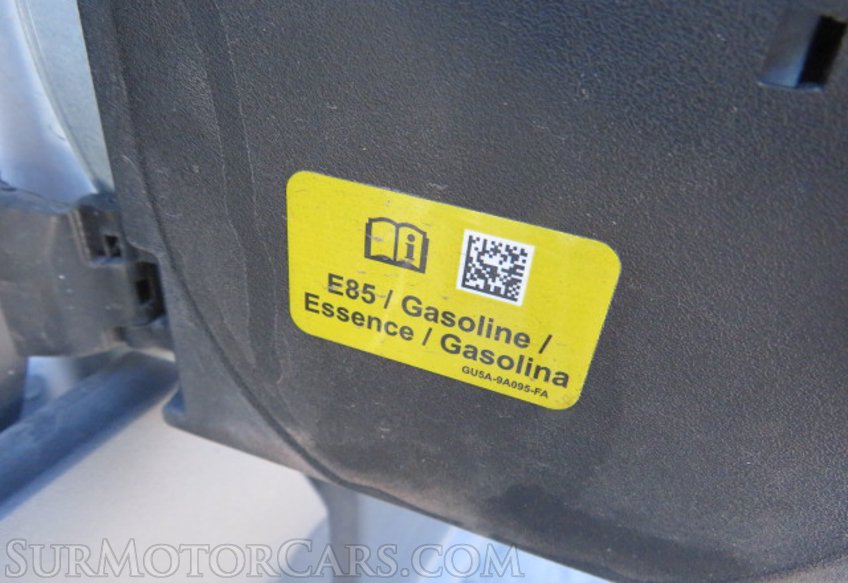 E85 / Gasoline /
Essence / Gasolina
GU5A-9A095-FA
SURMOTORCARS.COM